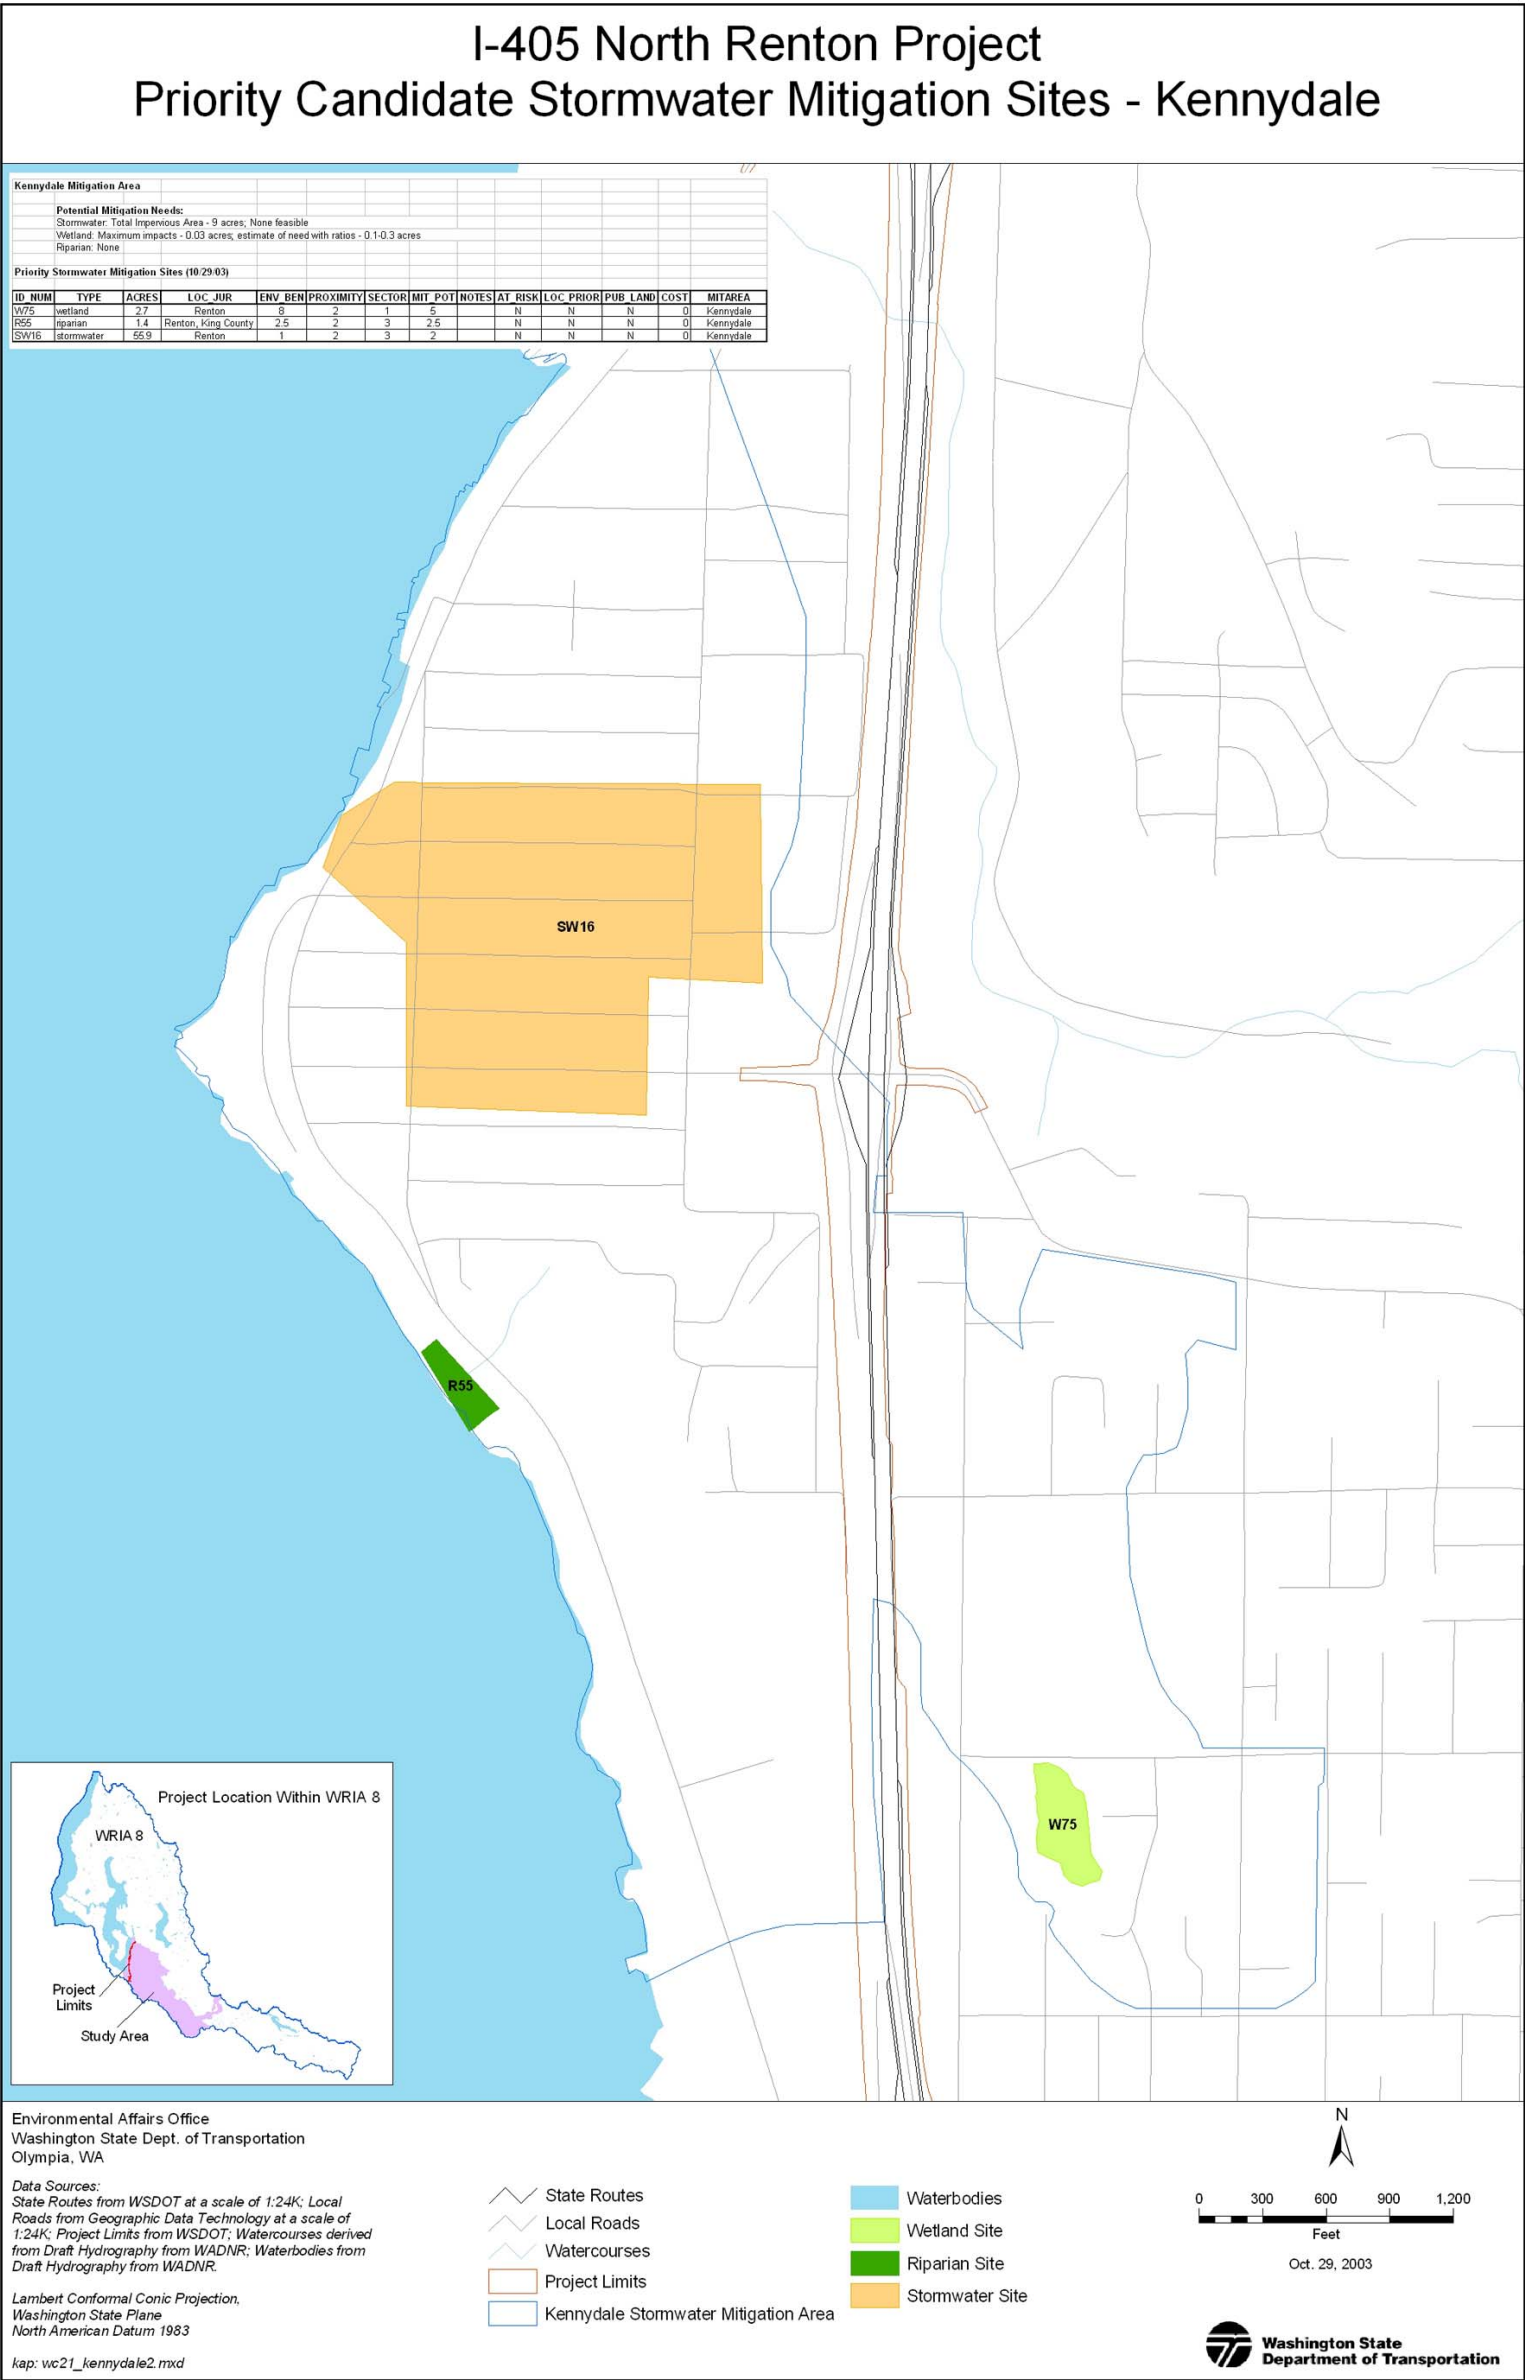 I-405 North Renton Project
Priority Candidate Stormwater Mitigation Sites - Kennydale
Kennydale Mitigation Area
Potential Mitigation Needs:
Stormwater: Total Impervious Area - 9 acres; None feasible
Wetland: Maximum impacts - 0.03 acres; estimate of need with ratios - 0.1-0.3 acres
Riparian: None
Priority Stormwater Mitigation Sites (10/29/03)
ID_NUM TYPE ACRES LOC_JUR ENV_BEN PROXIMITY SECTOR MIT_POT NOTES AT_RISK LOC_PRIOR PUB_LAND COST MITAREA
W75 wetland 2.7 Renton 8 2 1 5 N N N 0 Kennydale
R55 riparian 1.4 Renton, King County 2.5 2 3 2.5 N N N 0 Kennydale
SW16 stormwater 55.9 Renton 1 2 3 2 N N N 0 Kennydale
SW16
R55
W75
Project Location Within WRIA 8
WRIA 8
Project
Limits
Study Area
Environmental Affairs Office
Washington State Dept. of Transportation
Olympia, WA
Data Sources:
State Routes from WSDOT at a scale of 1:24K; Local
Roads from Geographic Data Technology at a scale of
1:24K; Project Limits from WSDOT; Watercourses derived
from Draft Hydrography from WADNR; Waterbodies from
Draft Hydrography from WADNR.
Lambert Conformal Conic Projection,
Washington State Plane
North American Datum 1983
kap: wc21_kennydale2.mxd
State Routes
Local Roads
Watercourses
Project Limits
Kennydale Stormwater Mitigation Area
Waterbodies
Wetland Site
Riparian Site
Stormwater Site
N
0 300 600 900 1,200
Feet
Oct. 29, 2003
Washington State
Department of Transportation